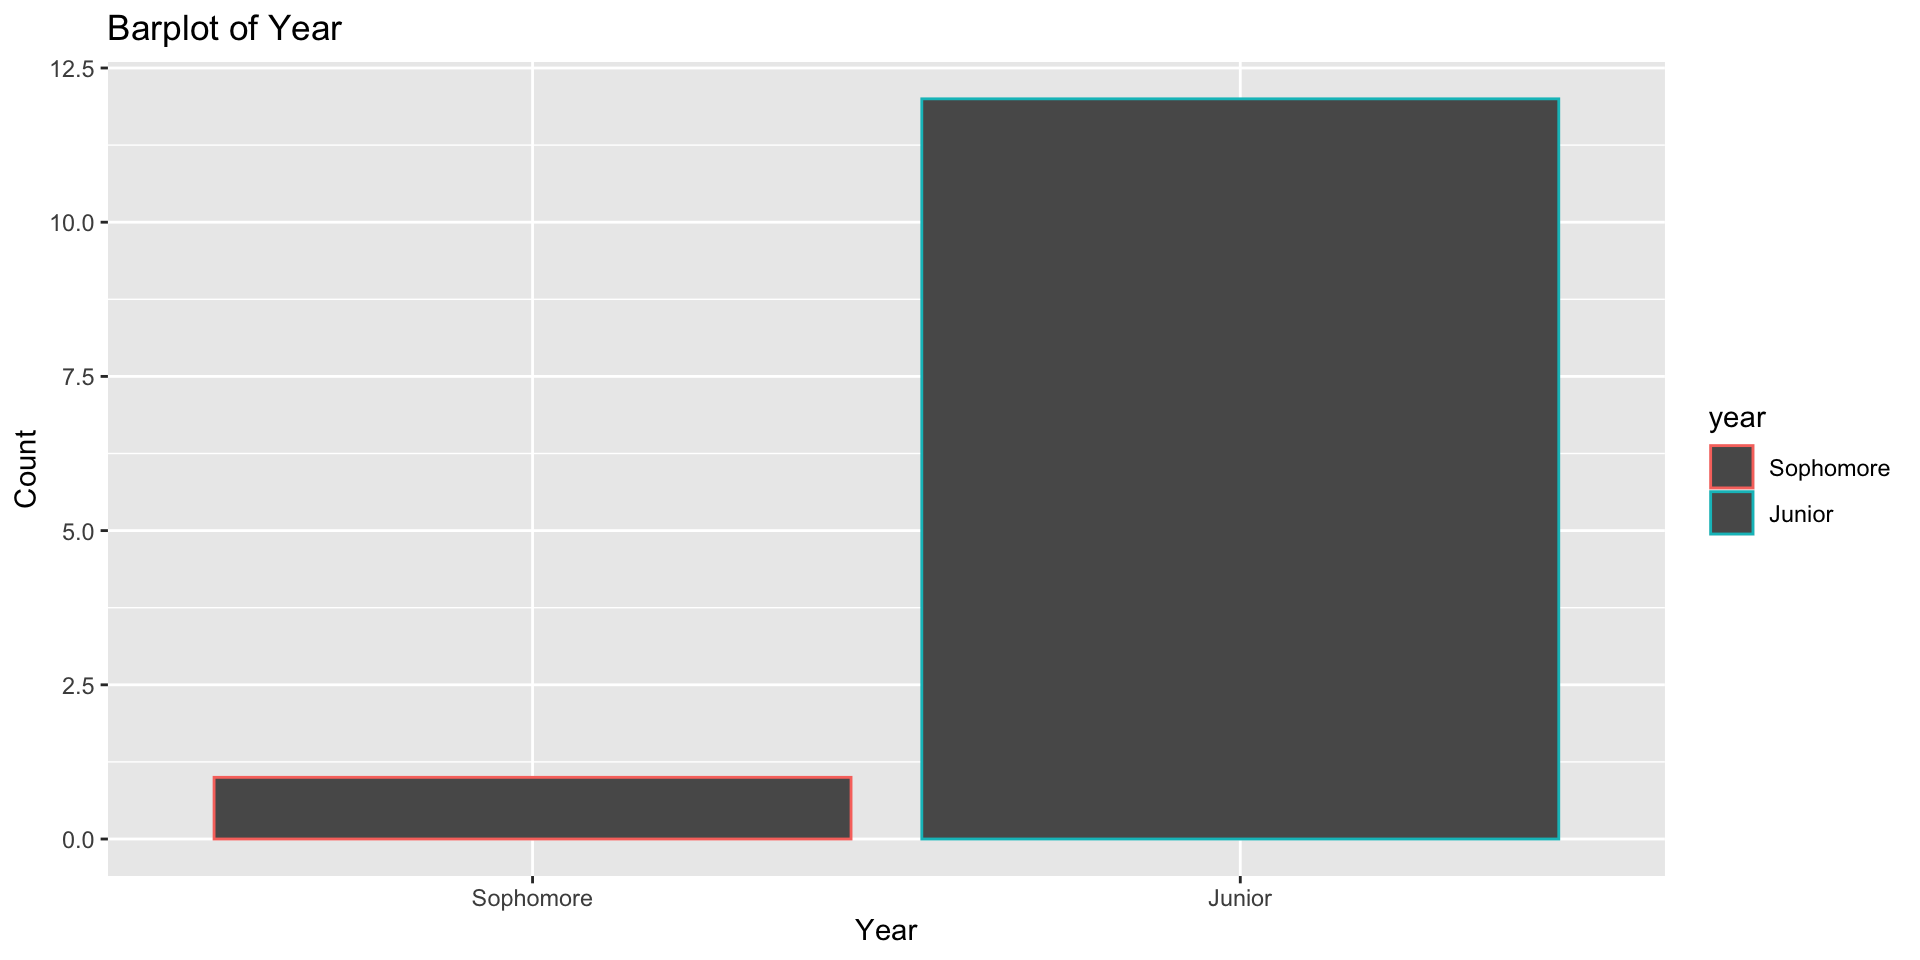 Barplot of Year
12.5
10.0
7.5
5.0
2.5
0.0
Count
Sophomore
Junior
Year
year
Sophomore
Junior